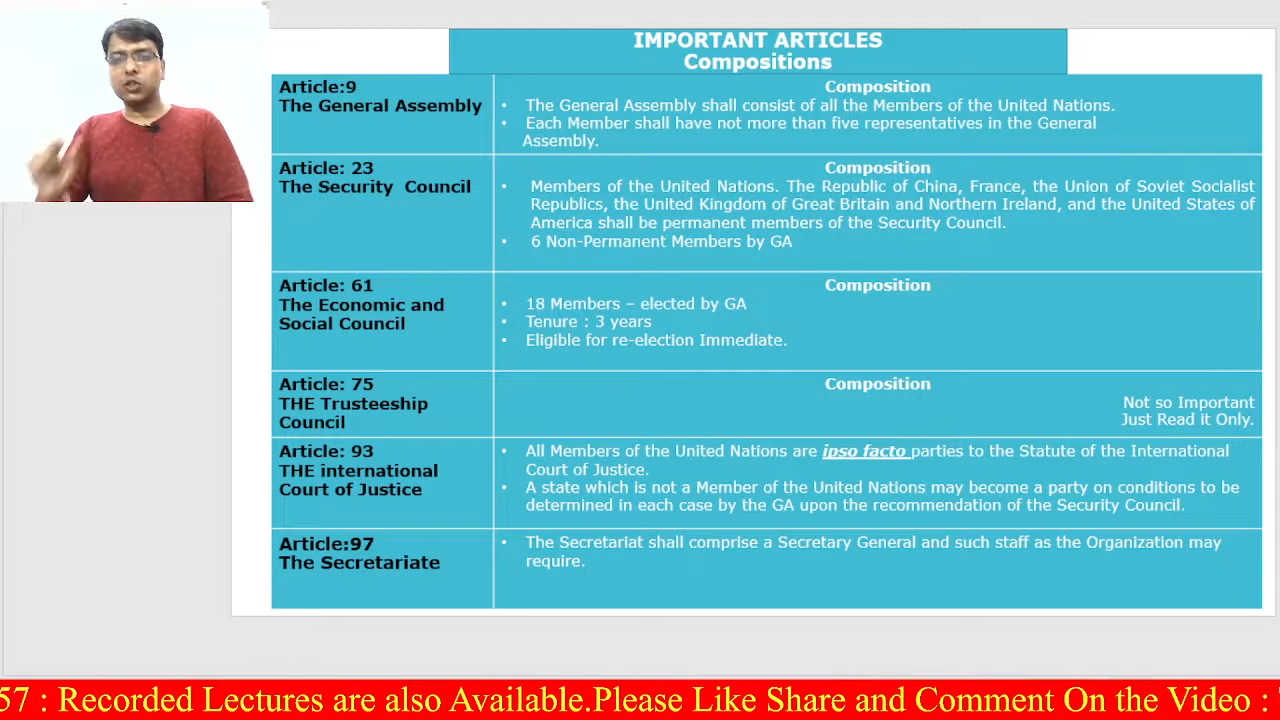 IMPORTANT ARTICLES
Compositions
Article:9
The General Assembly
Composition
• The General Assembly shall consist of all the Members of the United Nations.
• Each Member shall have not more than five representatives in the General
Assembly.
Article: 23
The Security Council
Composition
• Members of the United Nations. The Republic of China, France, the Union of Soviet Socialist
Republics, the United Kingdom of Great Britain and Northern Ireland, and the United States of
America shall be permanent members of the Security Council.
• 6 Non-Permanent Members by GA
Article: 61
The Economic and
Social Council
Composition
• 18 Members – elected by GA
• Tenure : 3 years
• Eligible for re-election Immediate.
Article: 75
THE Trusteeship
Council
Composition
Not so Important
Just Read it Only.
Article: 93
THE international
Court of Justice
• All Members of the United Nations are ipso facto parties to the Statute of the International
Court of Justice.
• A state which is not a Member of the United Nations may become a party on conditions to be
determined in each case by the GA upon the recommendation of the Security Council.
Article:97
The Secretariate
• The Secretariat shall comprise a Secretary General and such staff as the Organization may
require.
57 : Recorded Lectures are also Available.Please Like Share and Comment On the Video :